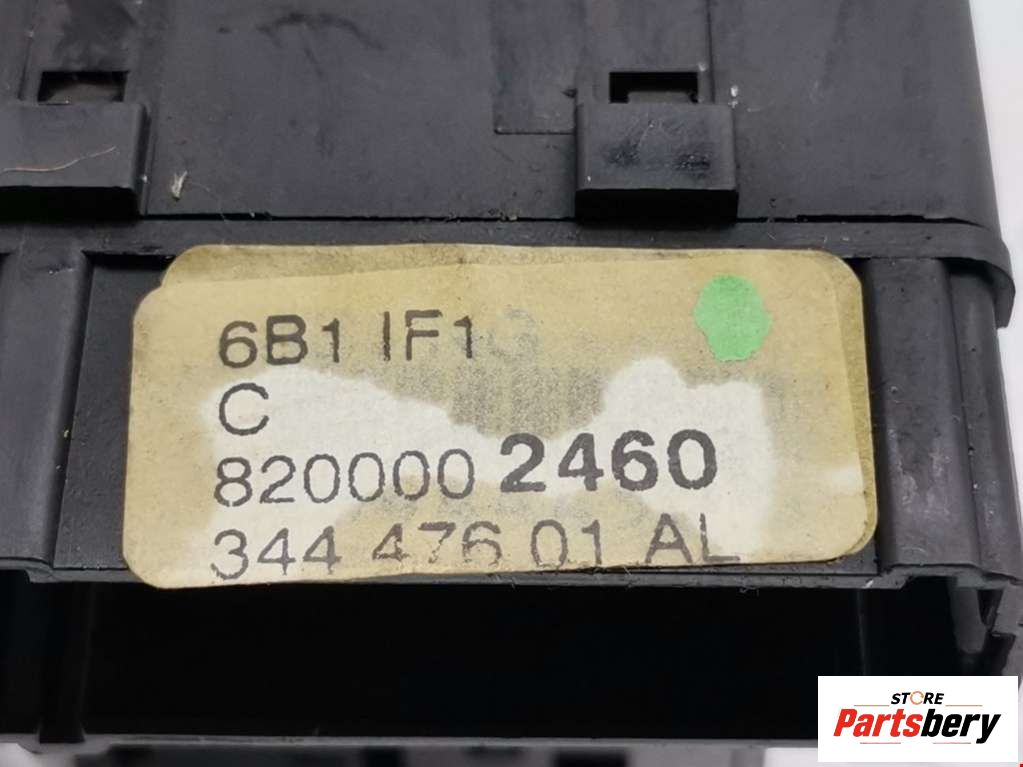 6B1 IF1
C
820000 2460
344 476 01 AL
STORE
Partsbery